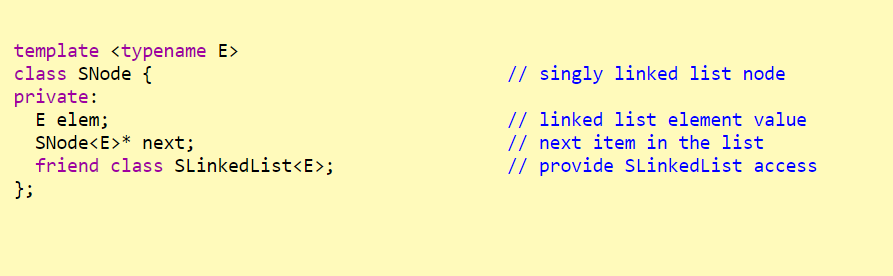 template <typename E>
class SNode { // singly linked list node
private:
E elem; // linked list element value
SNode<E>* next; // next item in the list
friend class SLinkedList<E>; // provide SLinkedList access
};